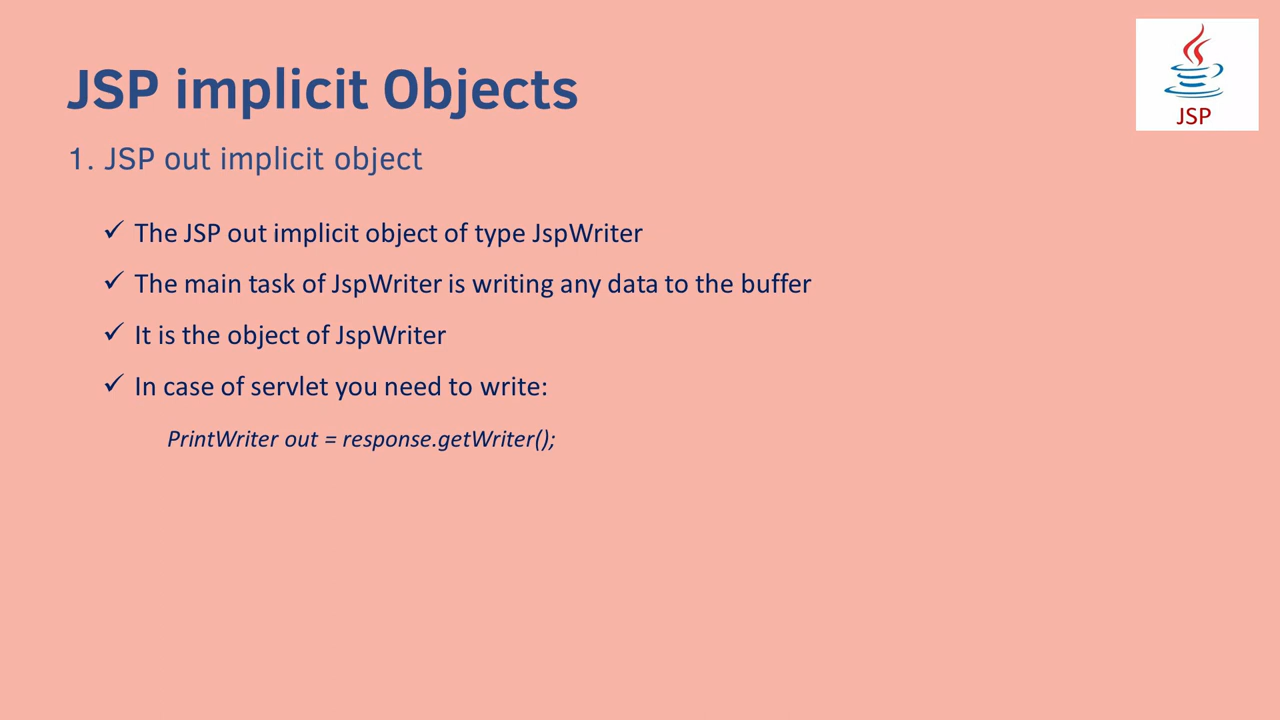 JSP implicit Objects
JSP
1. JSP out implicit object
✓ The JSP out implicit object of type JspWriter
✓ The main task of JspWriter is writing any data to the buffer
✓ It is the object of JspWriter
✓ In case of servlet you need to write:
PrintWriter out = response.getWriter();